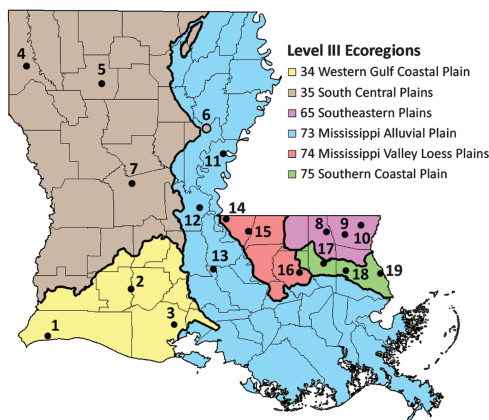 Level III Ecoregions
34 Western Gulf Coastal Plain
35 South Central Plains
65 Southeastern Plains
73 Mississippi Alluvial Plain
74 Mississippi Valley Loess Plains
75 Southern Coastal Plain
4
5
6
11
7
12
14
15
8
9
10
17
13
16
18
19
2
3
1